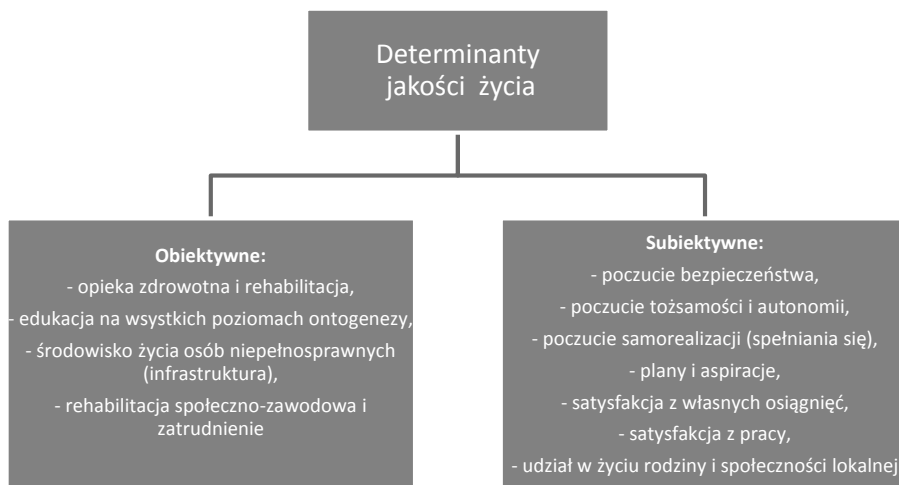 Determinanty
jakości życia
Obiektywne:
- opieka zdrowotna i rehabilitacja,
- edukacja na wsystkich poziomach ontogenezy,
- środowisko życia osób niepełnosprawnych
(infrastruktura),
- rehabilitacja społeczno-zawodowa i
zatrudnienie
Subiektywne:
- poczucie bezpieczeństwa,
- poczucie tożsamości i autonomii,
- poczucie samorealizacji (spełniania się),
- plany i aspiracje,
- satysfakcja z własnych osiągnięć,
- satysfakcja z pracy,
- udział w życiu rodziny i społeczności lokalnej